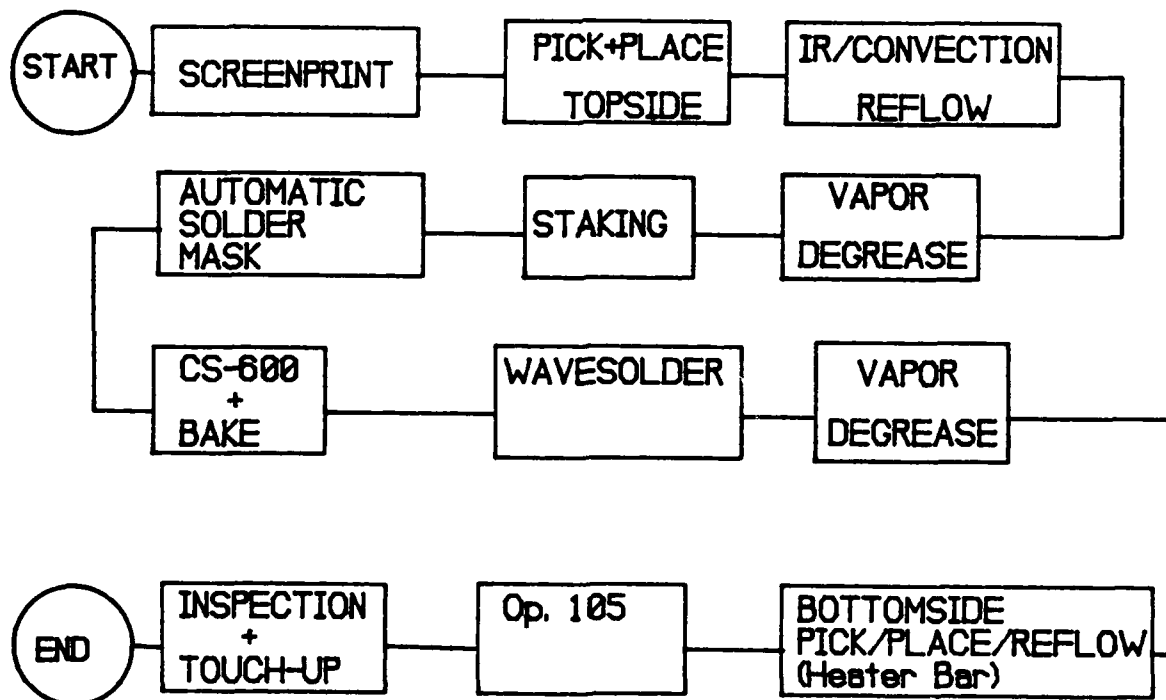 START
SCREENPRINT
PICK+PLACE
TOPSIDE
IR/CONVECTION
REFLOW
AUTOMATIC
SOLDER
MASK
STAKING
VAPOR
DEGREASE
CS-600
+
BAKE
WAVESOLDER
VAPOR
DEGREASE
END
INSPECTION
+
TOUCH-UP
Op. 105
BOTTOMSIDE
PICK/PLACE/REFLOW
(Heater Bar)